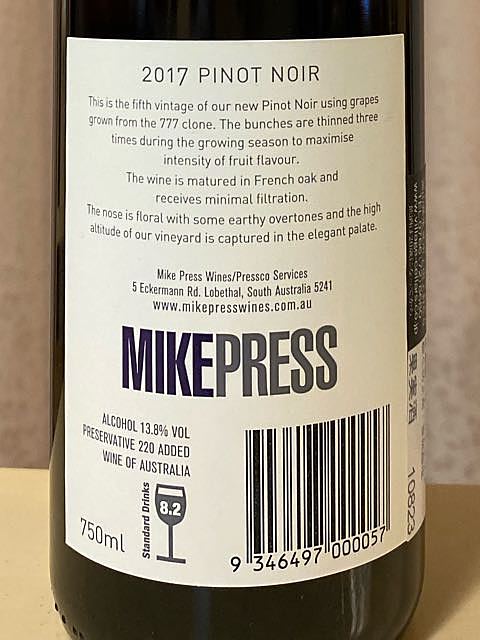 2017 PINOT NOIR
This is the fifth vintage of our new Pinot Noir using grapes
grown from the 777 clone. The bunches are thinned three
times during the growing season to maximise
intensity of fruit flavour.
The wine is matured in French oak and
receives minimal filtration.
The nose is floral with some earthy overtones and the high
altitude of our vineyard is captured in the elegant palate.
Mike Press Wines/Pressco Services
5 Eckermann Rd. Lobethal, South Australia 5241
www.mikepresswines.com.au
MIKEPRESS
ALCOHOL 13.8% VOL
PRESERVATIVE 220 ADDED
WINE OF AUSTRALIA
Standard Drinks
8.2
750ml
9 346497 000057
果実酒
10823